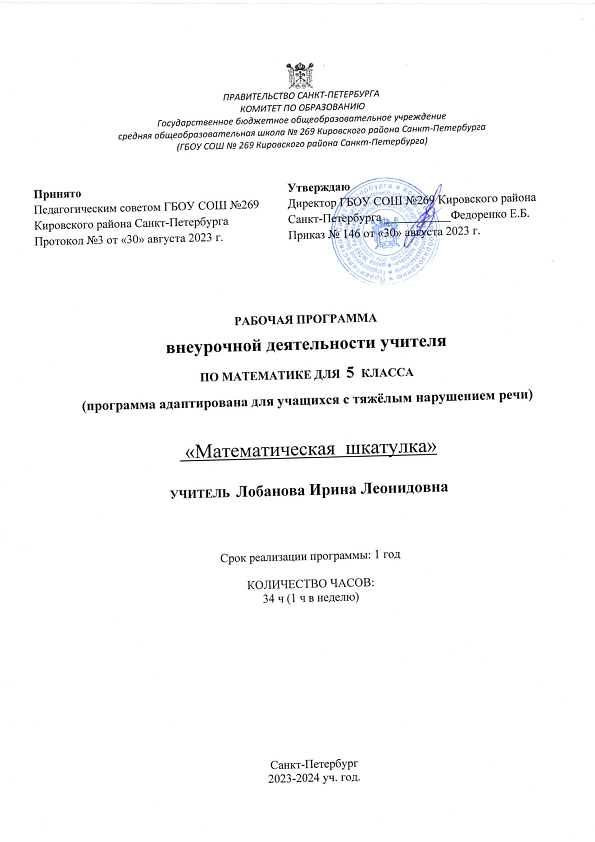 ПРАВИТЕЛЬСТВО САНКТ-ПЕТЕРБУРГА
КОМИТЕТ ПО ОБРАЗОВАНИЮ
Государственное бюджетное общеобразовательное учреждение
средняя общеобразовательная школа № 269 Кировского района Санкт-Петербурга
(ГБОУ СОШ № 269 Кировского района Санкт-Петербурга)
Принято
Педагогическим советом ГБОУ СОШ №269
Кировского района Санкт-Петербурга
Протокол №3 от «30» августа 2023 г.
Утверждаю
Директор ГБОУ СОШ №269 Кировского района
Санкт-Петербурга____________Федоренко Е.Б.
Приказ № 146 от «30» августа 2023 г.
РАБОЧАЯ ПРОГРАММА
внеурочной деятельности учителя
ПО МАТЕМАТИКЕ ДЛЯ 5 КЛАССА
(программа адаптирована для учащихся с тяжёлым нарушением речи)
«Математическая шкатулка»
УЧИТЕЛЬ Лобанова Ирина Леонидовна
Срок реализации программы: 1 год
КОЛИЧЕСТВО ЧАСОВ:
34 ч (1 ч в неделю)
Санкт-Петербург
2023-2024 уч. год.